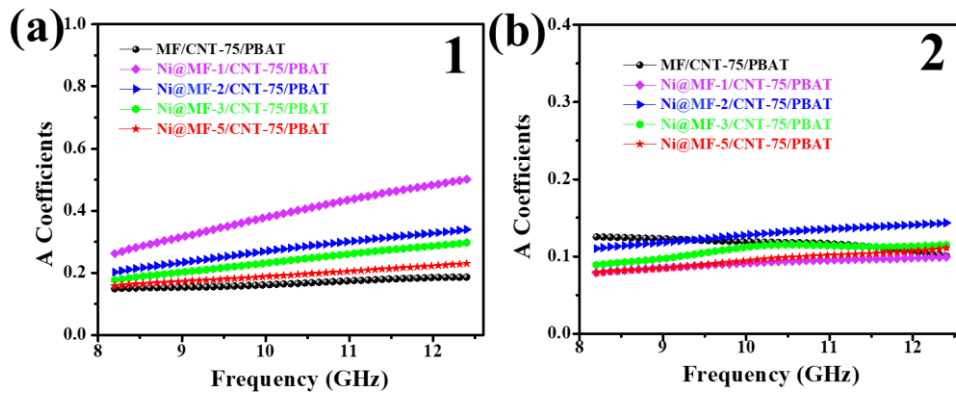 (a)
1
A Coefficients
1.0
0.8
0.6
0.4
0.2
0.0
MF/CNT-75/PBAT
Ni@MF-1/CNT-75/PBAT
Ni@MF-2/CNT-75/PBAT
Ni@MF-3/CNT-75/PBAT
Ni@MF-5/CNT-75/PBAT
8 9 10 11 12
Frequency (GHz)
(b)
2
A Coefficients
0.4
0.3
0.2
0.1
0.0
MF/CNT-75/PBAT
Ni@MF-1/CNT-75/PBAT
Ni@MF-2/CNT-75/PBAT
Ni@MF-3/CNT-75/PBAT
Ni@MF-5/CNT-75/PBAT
8 9 10 11 12
Frequency (GHz)